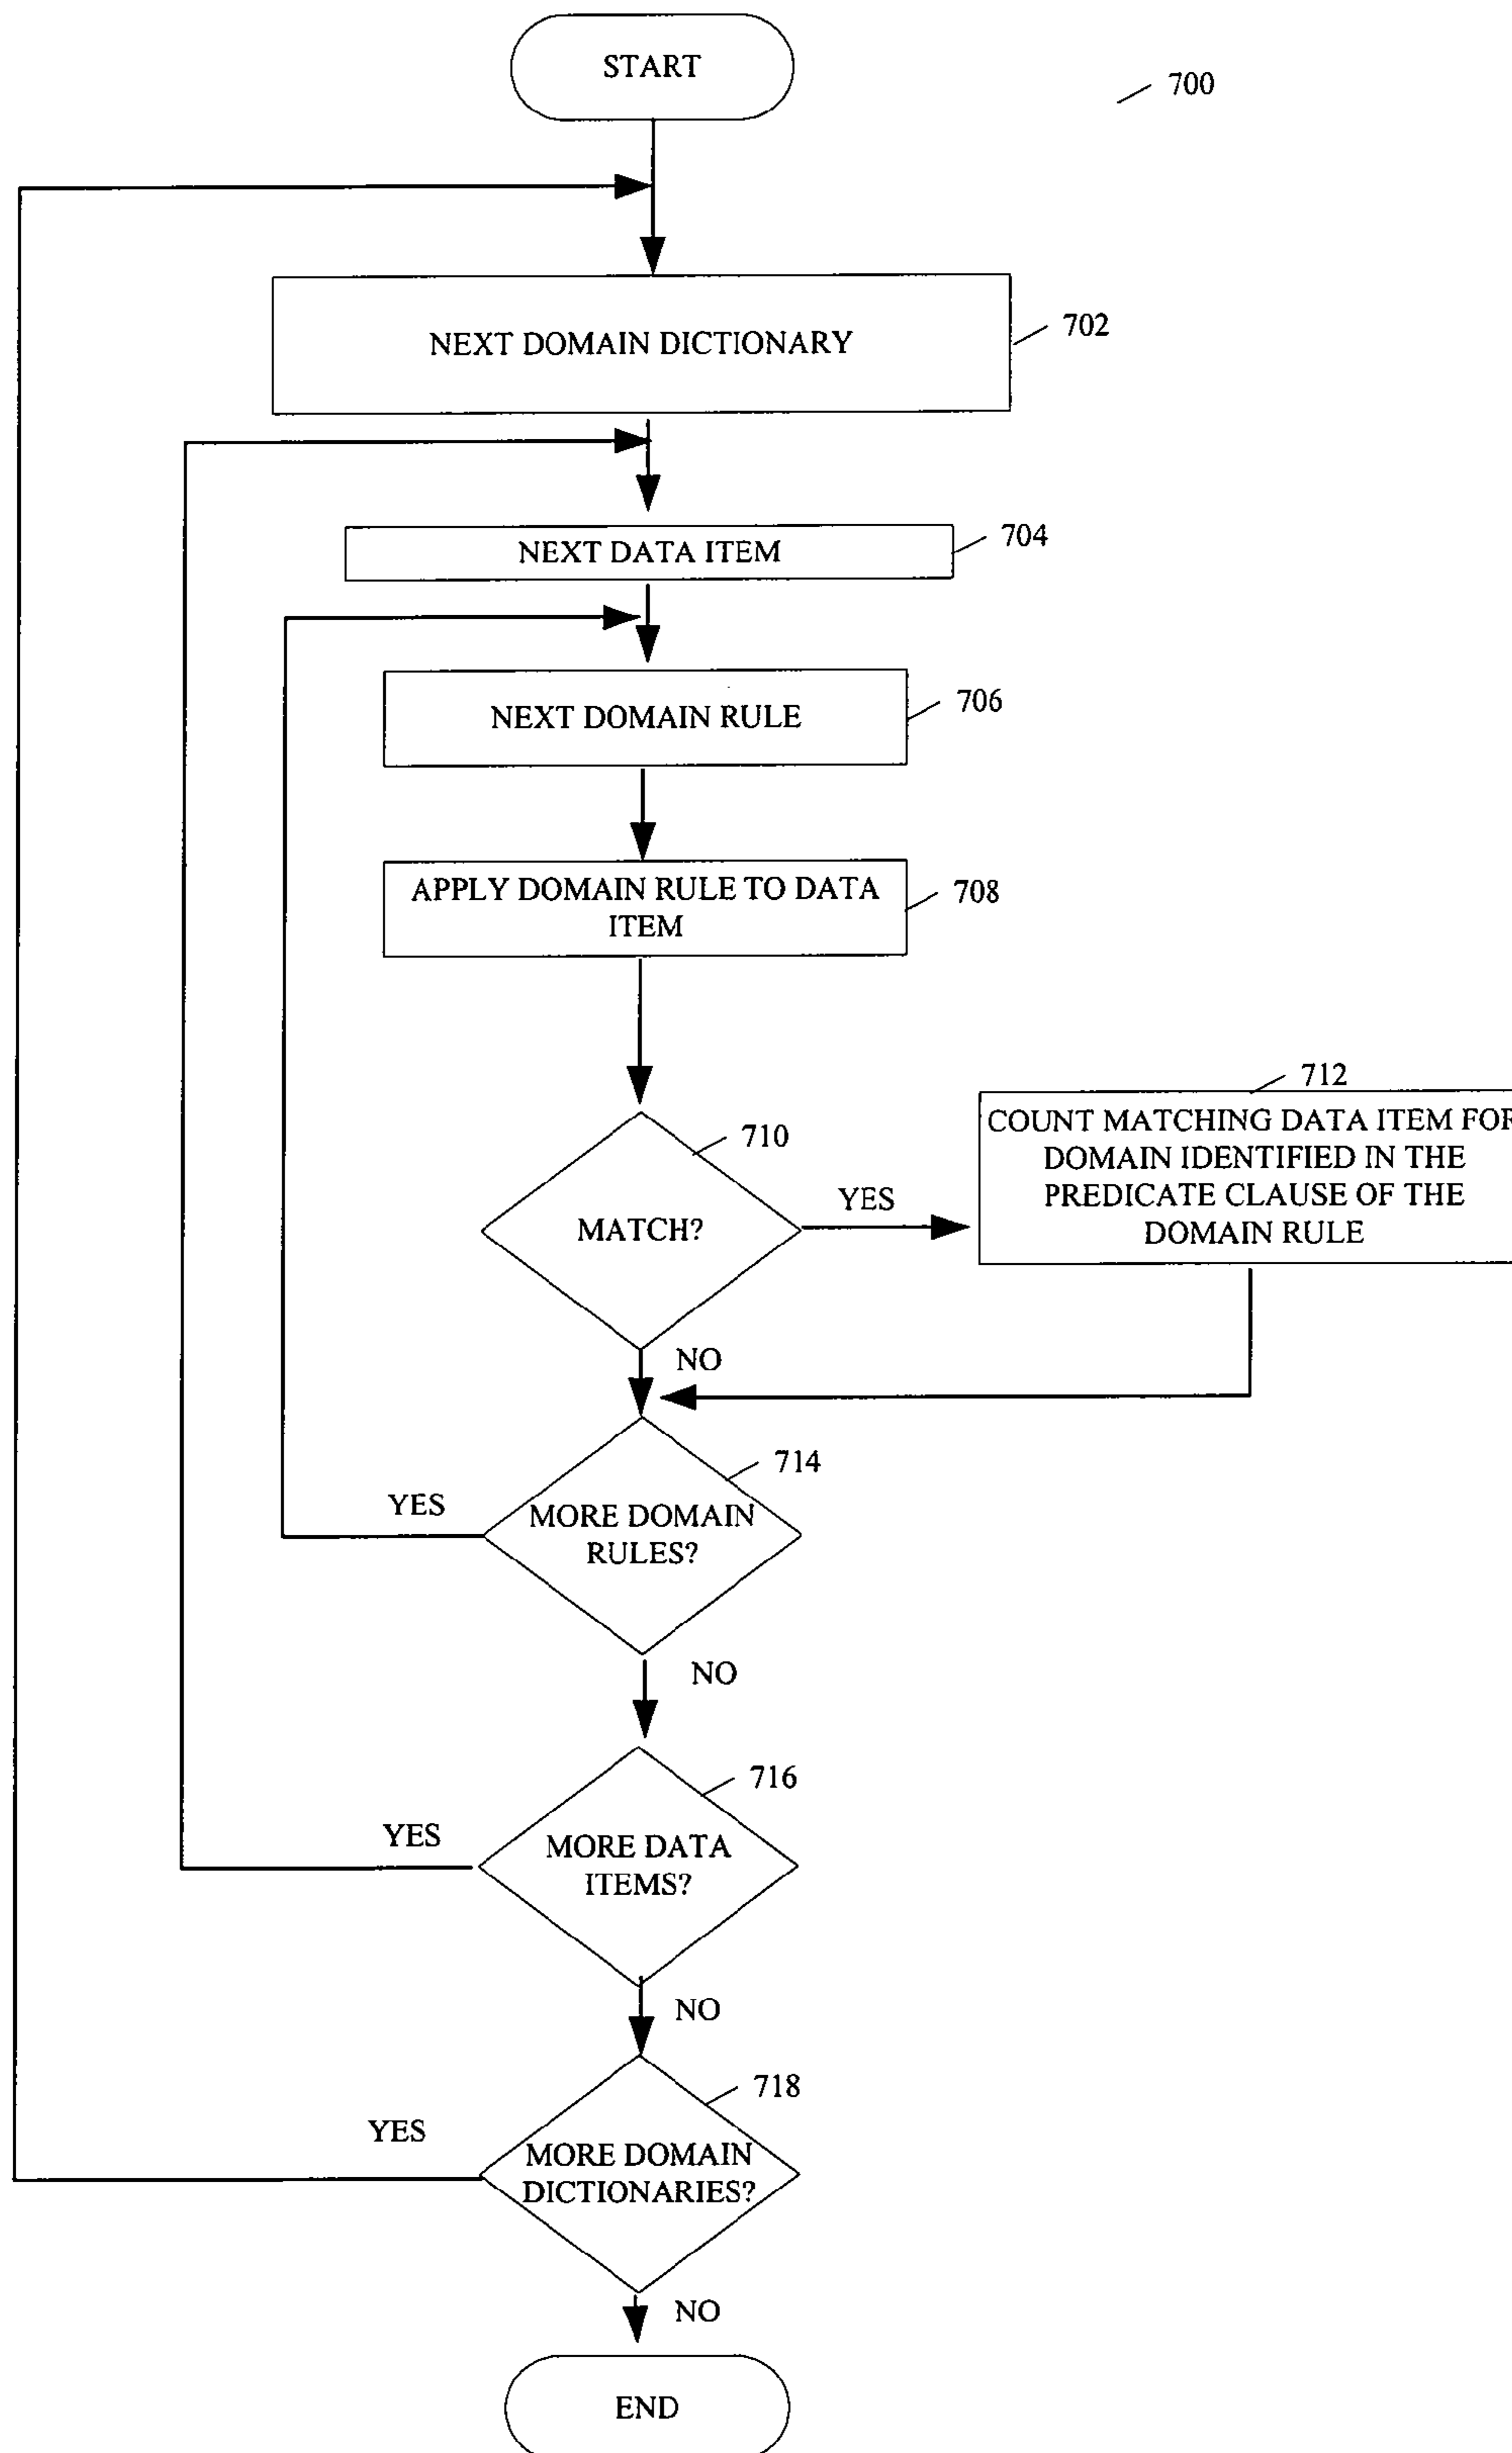 START
700
NEXT DOMAIN DICTIONARY
702
NEXT DATA ITEM
704
NEXT DOMAIN RULE
706
APPLY DOMAIN RULE TO DATA
ITEM
708
712
COUNT MATCHING DATA ITEM FOR
DOMAIN IDENTIFIED IN THE
PREDICATE CLAUSE OF THE
DOMAIN RULE
710
MATCH?
YES
NO
714
MORE DOMAIN
RULES?
YES
NO
716
MORE DATA
ITEMS?
YES
NO
718
MORE DOMAIN
DICTIONARIES?
YES
NO
END